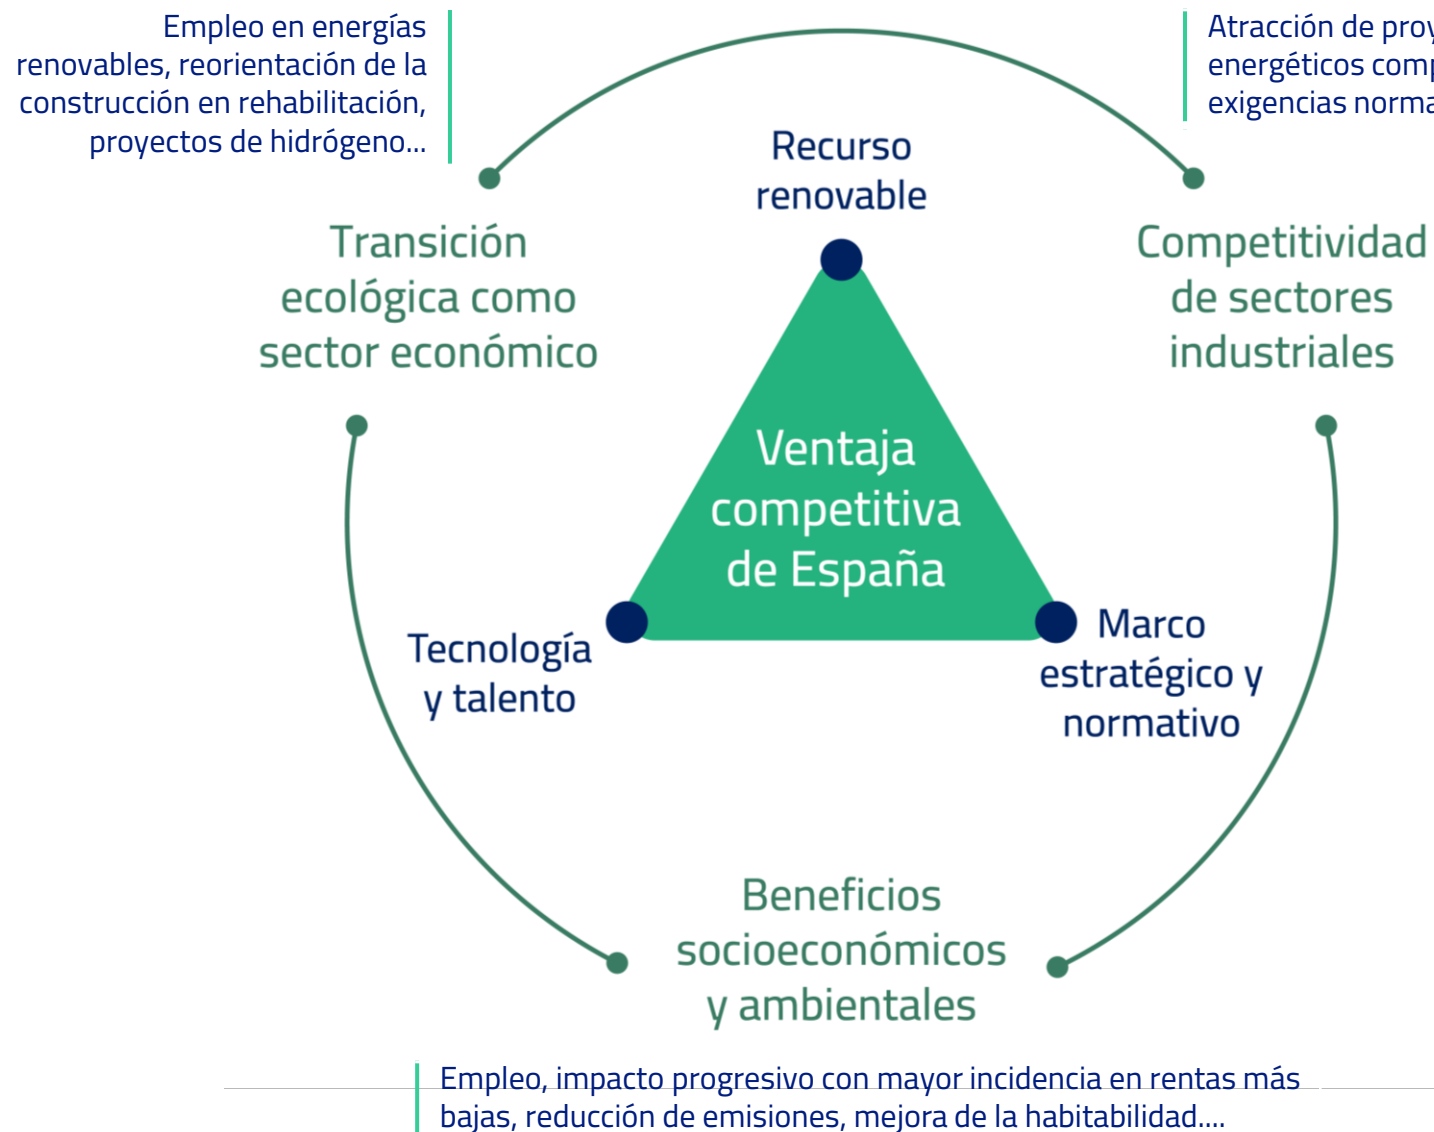 Empleo en energías
renovables, reorientación de la
construcción en rehabilitación,
proyectos de hidrógeno...
Atracción de
energéticos
exigencias
Recurso
renovable
Transición
ecológica como
sector económico
Competitividad
de sectores
industriales
Ventaja
competitiva
de España
Tecnología
y talento
Marco
estratégico y
normativo
Beneficios
socioeconómicos
y ambientales
Empleo, impacto progresivo con mayor incidencia en rentas más
bajas, reducción de emisiones, mejora de la habitabilidad....